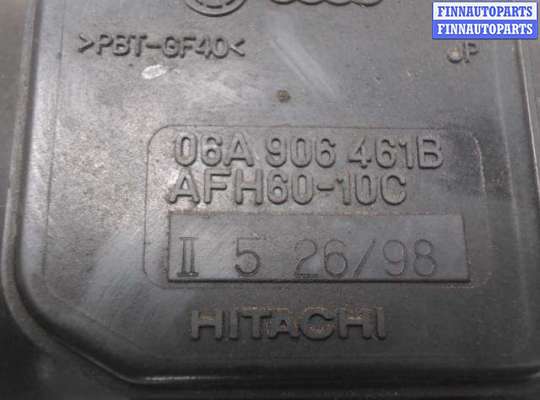 FINNAUTOPARTS
FINNAUTOPARTS
>PBT-GF40<
JP
06A 906 461B
AFH60-10C
II 5 26/98
HITACHI